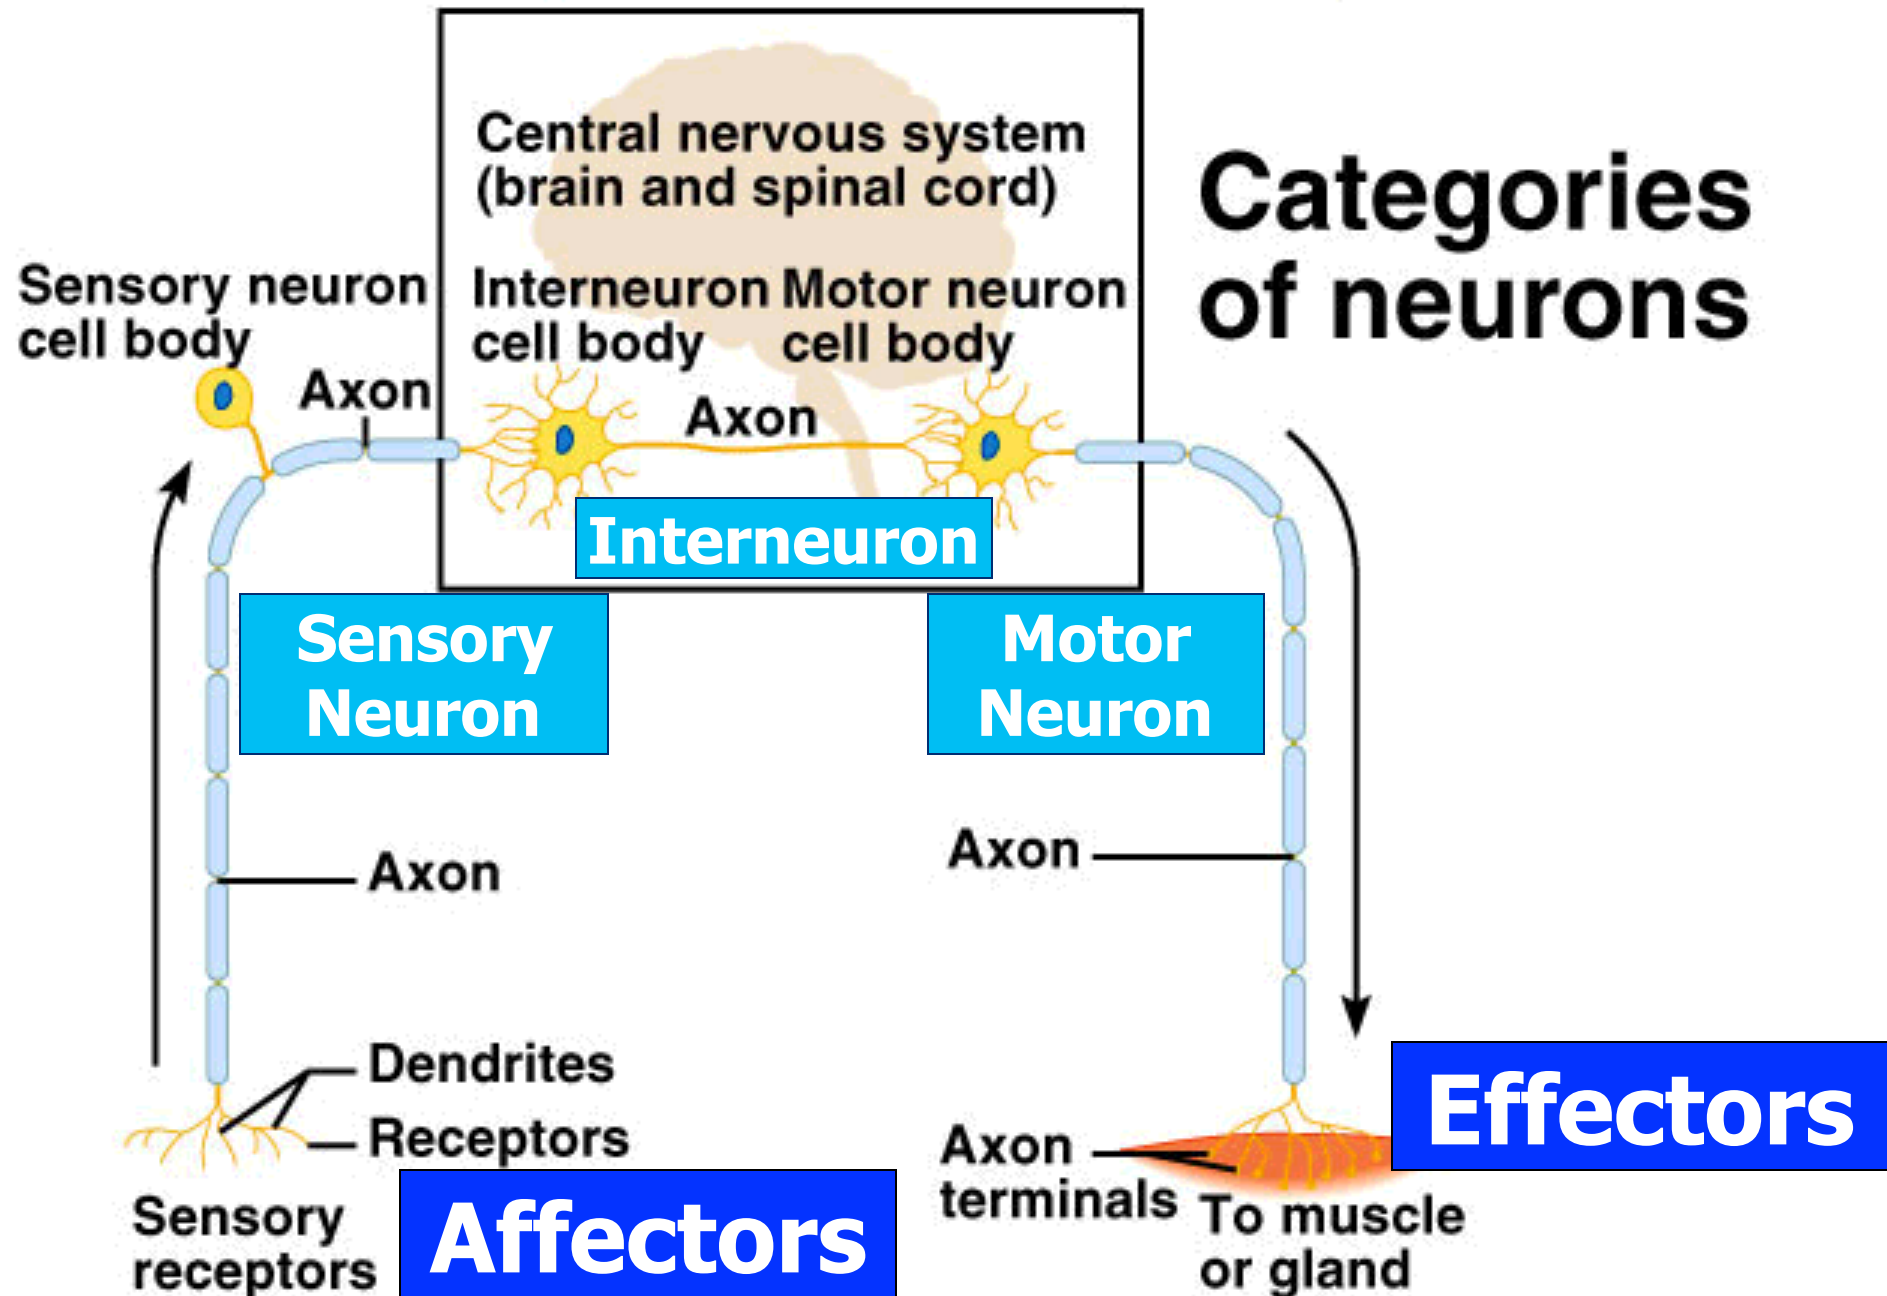 Central nervous system
(brain and spinal cord)
Categories
of neurons
Sensory neuron
cell body
Interneuron
cell body
Motor neuron
cell body
Axon
Axon
Interneuron
Sensory
Neuron
Motor
Neuron
Axon
Axon
Dendrites
Receptors
Sensory
receptors
Affectors
Effectors
Axon
terminals
To muscle
or gland